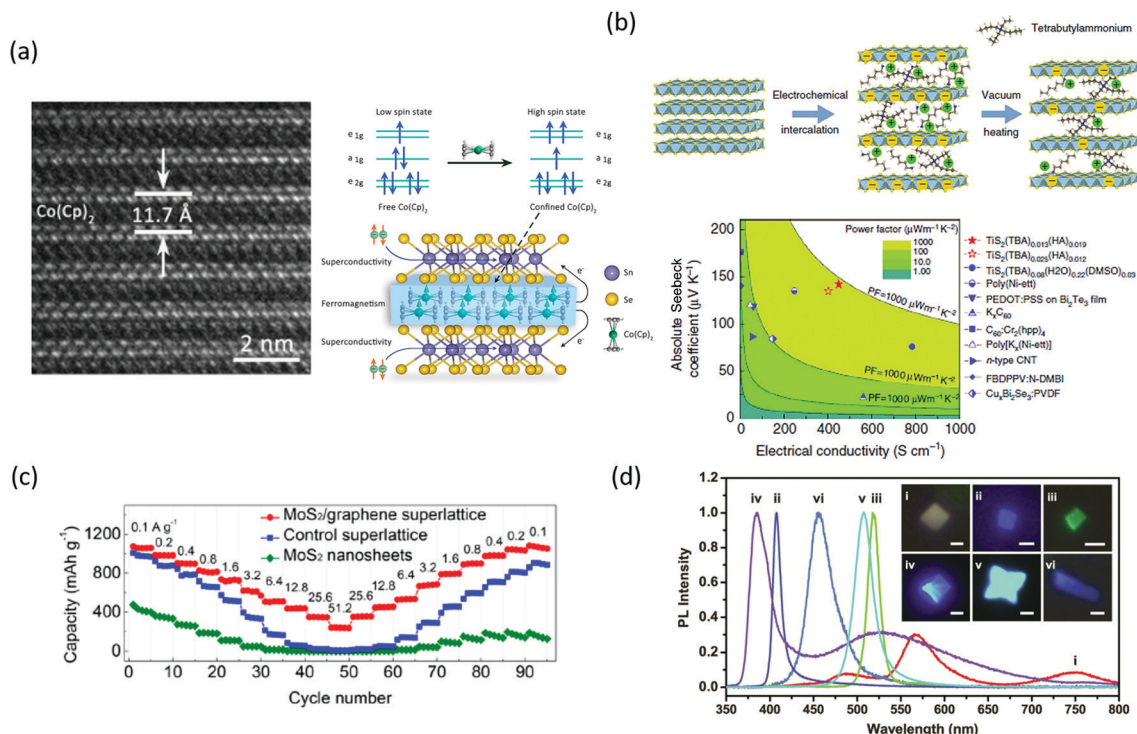 (a)
Co(Cp)2
11.7 Å
2 nm
Low spin state
High spin state
e 1g
e 1g
a 1g
a 1g
e 2g
e 2g
Free Co(Cp)2
Confined Co(Cp)2
Superconductivity
Ferromagnetism
Superconductivity
e-
e-
Sn
Se
Co(Cp)2
(b)
Tetrabutylammonium
Electrochemical
intercalation
Vacuum
heating
Absolute Seebeck
coefficient (μV K−1)
200
150
100
50
0
Power factor (μWm−1 K−2)
1000
100
10.0
1.00
PF=1000 μWm−1K−2
PF=1000 μWm−1K−2
PF=1000 μWm−1K−2
0 200 400 600 800 1000
Electrical conductivity (S cm−1)
TiS2(TBA)0.013(HA)0.019
TiS2(TBA)0.025(HA)0.012
TiS2(TBA)0.08(H2O)0.22(DMSO)0.03
Poly(Ni-ett)
PEDOT:PSS on Bi2Te3 film
KxC60
C60:Cr2(hpp)4
Poly[Kx(Ni-ett]
n-type CNT
FBDPPV:N-DMBI
CuxBi2Se3:PVDF
(c)
Capacity (mAh g-1)
1200
800
400
0
MoS2/graphene superlattice
Control superlattice
MoS2 nanosheets
0.1 A g-1
0.2
0.4
0.8
1.6
3.2
6.4
12.8
25.6
51.2
25.6
12.8
6.4
3.2
1.6
0.8
0.4
0.2
0.1
0 10 20 30 40 50 60 70 80 90
Cycle number
(d)
PL Intensity
1.2
1.0
0.8
0.6
0.4
0.2
0.0
iv ii vi v iii
i
i ii iii
iv v vi
350 400 450 500 550 600 650 700 750 800
Wavelength (nm)